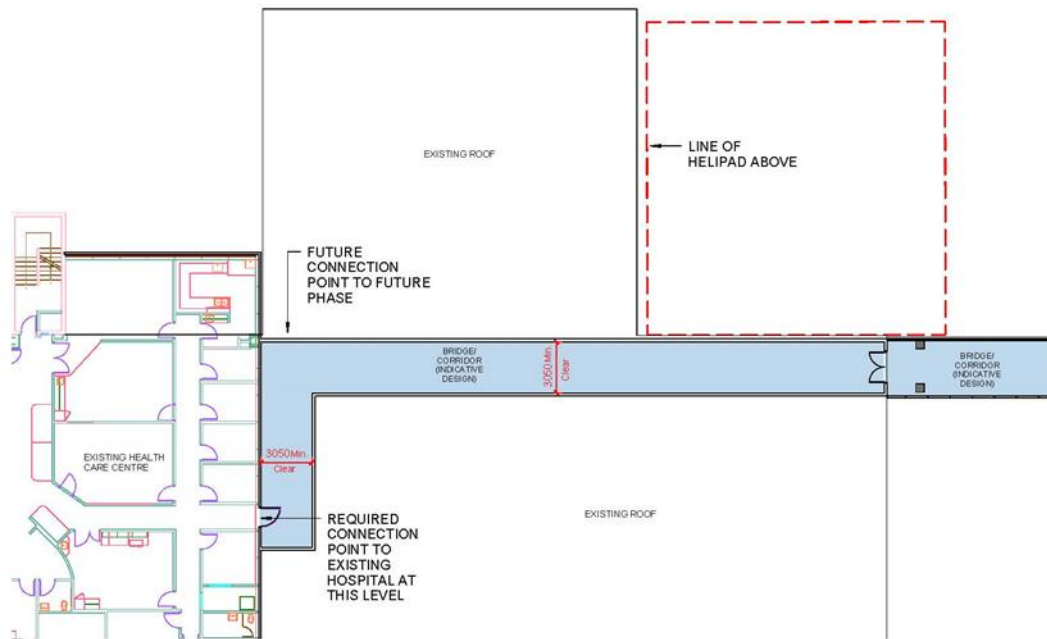 EXISTING ROOF
LINE OF
HELIPAD ABOVE
FUTURE
CONNECTION
POINT TO FUTURE
PHASE
BRIDGE/
CORRIDOR
(INDICATIVE
DESIGN)
3050 Min.
Clear
BRIDGE/
CORRIDOR
(INDICATIVE
DESIGN)
EXISTING HEALTH
CARE CENTRE
3050 Min.
Clear
REQUIRED
CONNECTION
POINT TO
EXISTING
HOSPITAL AT
THIS LEVEL
EXISTING ROOF